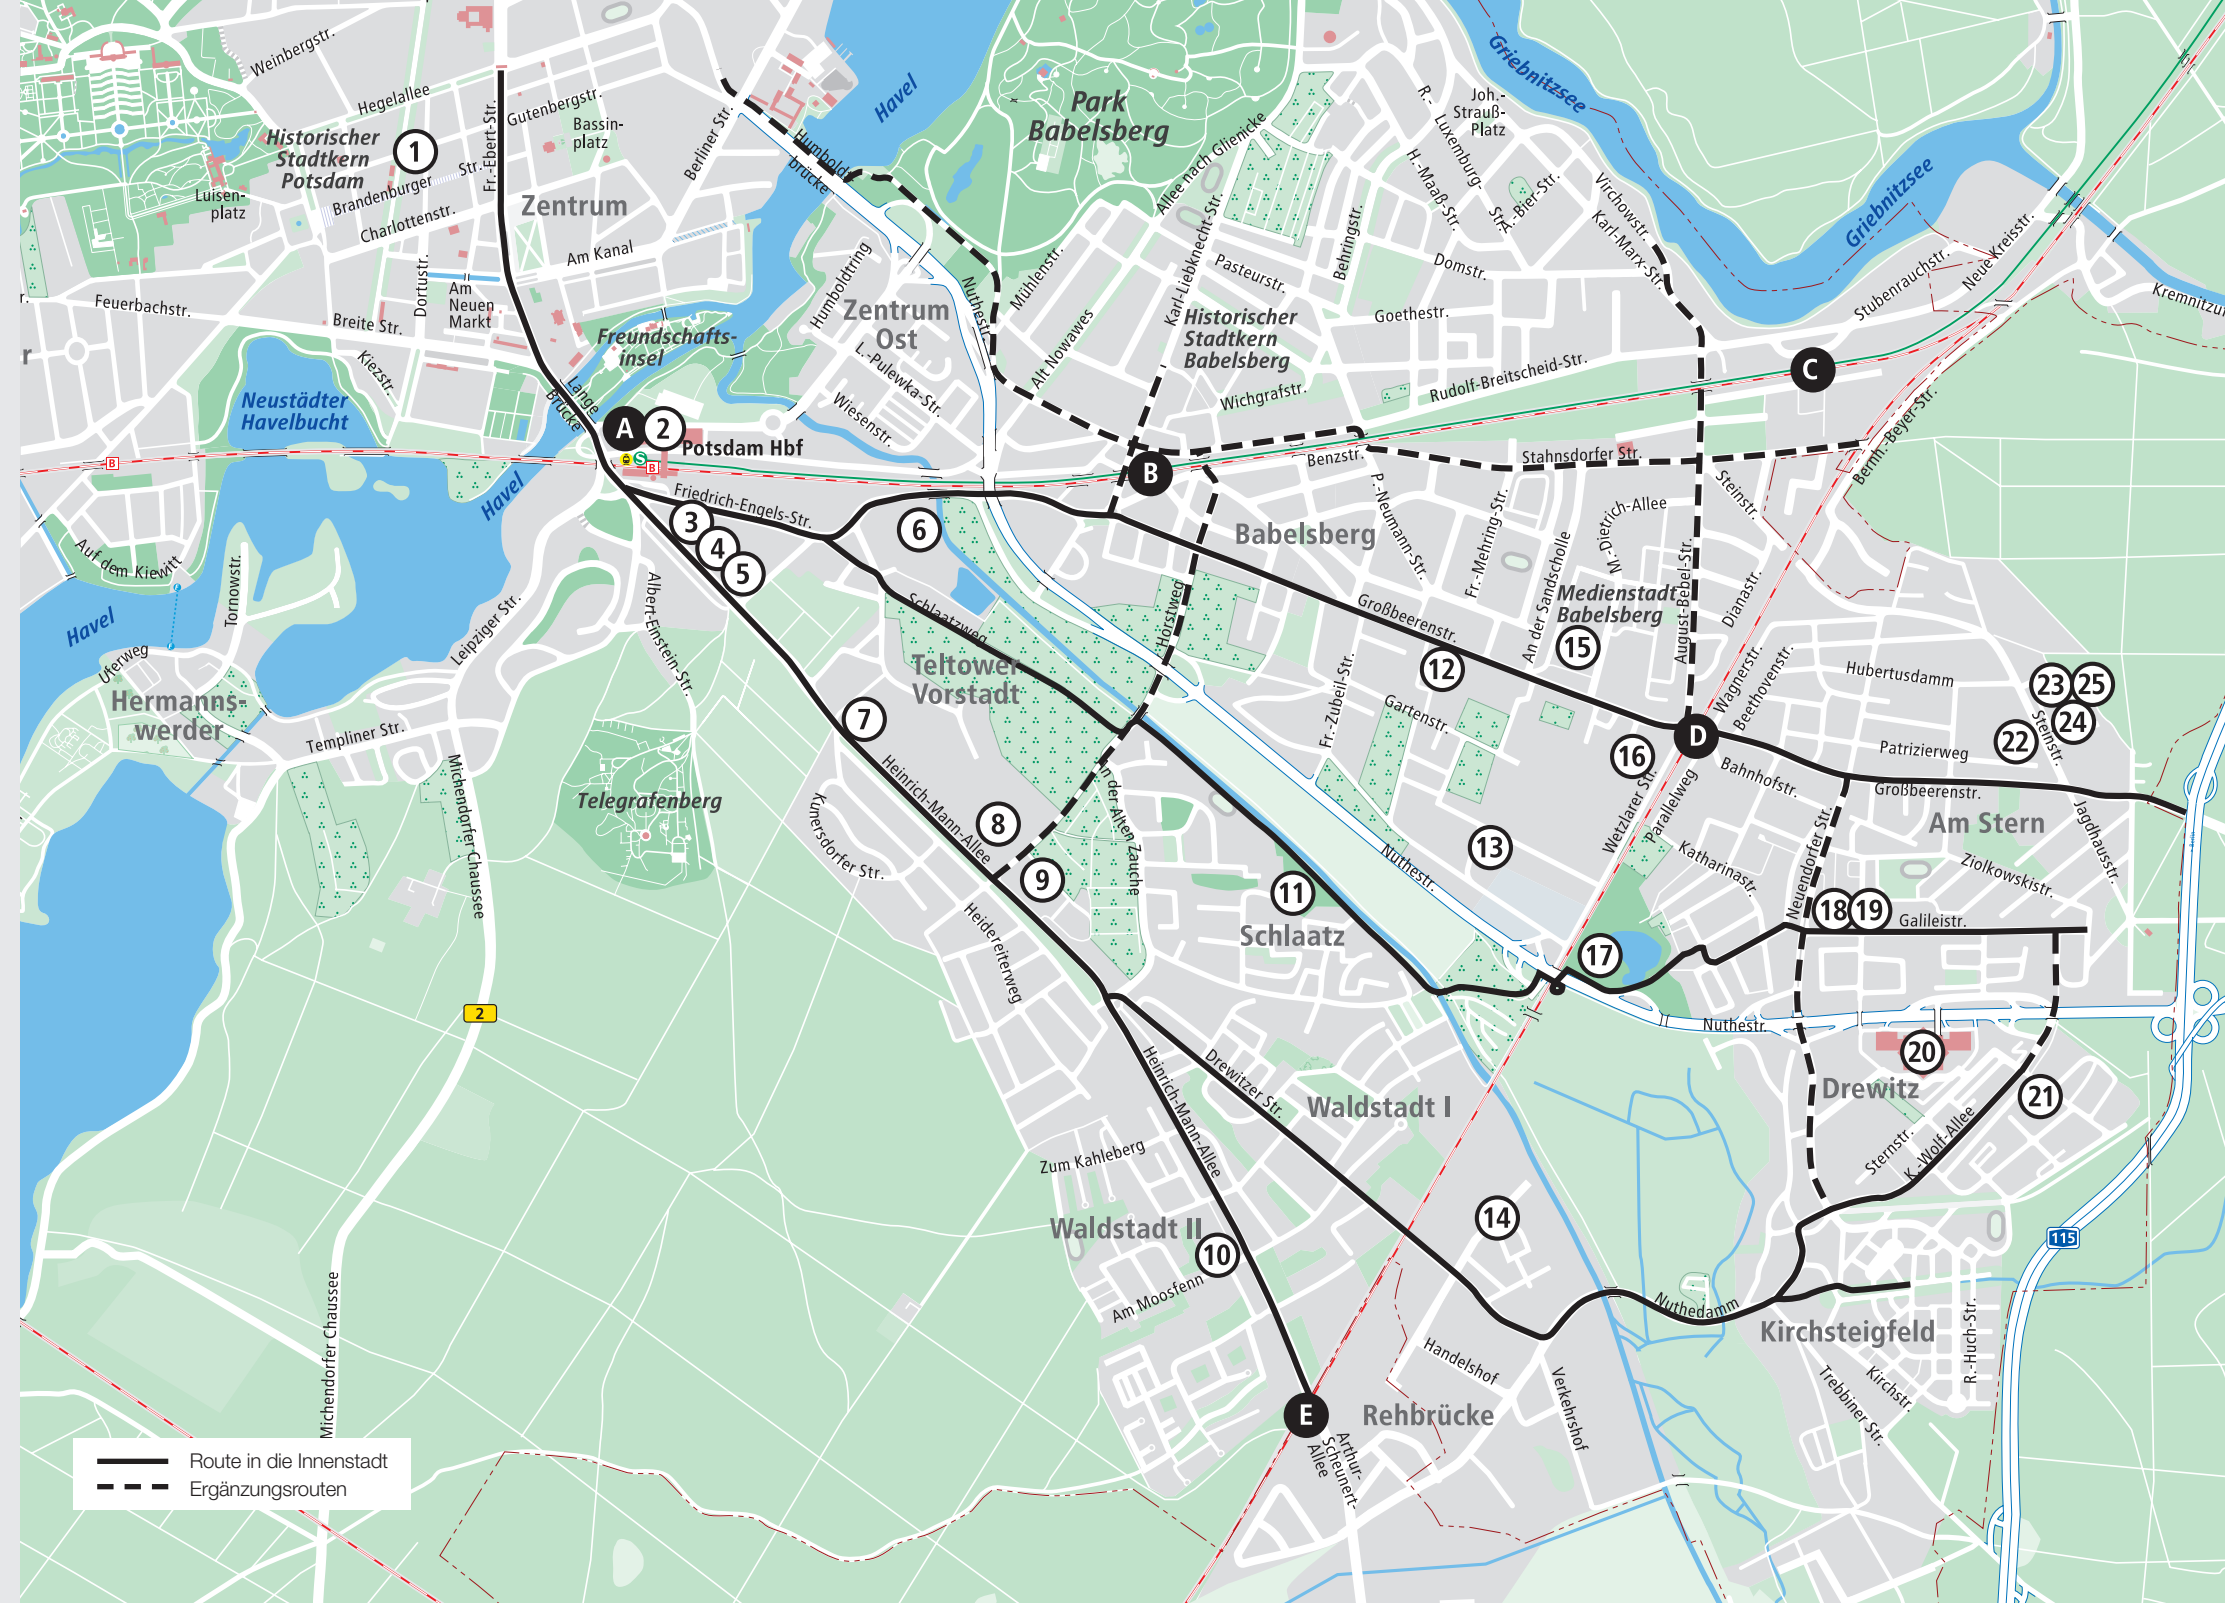 Weinbergstr.
Hegelallee
Gutenbergstr.
Bassin-
platz
Historischer
Stadtkern
Potsdam
1
Fr.-Ebert-Str.
Brandenburger
Str.
Luisen-
platz
Charlottenstr.
Zentrum
Berliner Str.
Am Kanal
Dortustr.
Am
Neuen
Markt
Feuerbachstr.
Breite Str.
Kiezstr.
r.
r
Neustädter
Havelbucht
Freundschafts-
insel
Lange
Brücke
A
2
Potsdam Hbf
S
B
B
Humboldt-
brücke
Havel
Park
Babelsberg
Allee nach Glienicke
Humboldtring
Zentrum
Ost
Nuthestr.
Mühlenstr.
Alt Nowawes
L.-Pulewka-Str.
Wiesenstr.
Karl-Liebknecht-Str.
Pasteurstr.
Behringstr.
Historischer
Stadtkern
Babelsberg
Wichgrafstr.
Goethestr.
Domstr.
Rudolf-Breitscheid-Str.
Griebnitzsee
Joh.-
Strauß-
Platz
R.-Luxemburg-
Str.
H.-Maaß-Str.
A.-Bier-Str.
Virchowstr.
Karl-Marx-Str.
Griebnitzsee
Stubenrauchstr.
Neue Kreisstr.
Kremnitzu
C
Bernh.-Beyer-Str.
B
Benzstr.
Stahnsdorfer Str.
Steinstr.
Babelsberg
P.-Neumann-Str.
Fr.-Mehring-Str.
An der Sandscholle
M.-Dietrich-Allee
Medienstadt
Babelsberg
August-Bebel-Str.
Dianastr.
15
Großbeerenstr.
12
Fr.-Zubeil-Str.
Gartenstr.
Friedrich-Engels-Str.
3
4
5
6
Havel
Auf dem Kiewitt
Tornowstr.
Havel
Uferweg
Hermanns-
werder
Templiner Str.
Leipziger Str.
Albert-Einstein-Str.
Schlaatzweg
Teltower
Vorstadt
Horstweg
7
Michendorfer Chaussee
Telegrafenberg
Heinrich-Mann-Allee
Kunersdorfer Str.
8
9
An der Alten Zauche
11
Schlaatz
Nuthestr.
13
16
D
Wetzlarer Str.
Parallelweg
Wagnerstr.
Beethovenstr.
Hubertusdamm
23
25
24
22
Steinstr.
Patrizierweg
Bahnhofstr.
Großbeerenstr.
Am Stern
Jagdhausstr.
Ziolkowskistr.
Katharinastr.
Neuendorfer Str.
18
19
Galileistr.
17
Nuthestr.
20
Drewitz
21
Sternstr.
K.-Wolf-Allee
115
Heidereiterweg
2
Heinrich-Mann-Allee
Drewitzer Str.
Waldstadt I
Zum Kahleberg
Waldstadt II
10
Am Moosfenn
14
Nuthedamm
Kirchsteigfeld
R.-Huch-Str.
Kirchstr.
Trebbiner Str.
Handelshof
Verkehrshof
E
Rehbrücke
Arthur-
Scheunert-
Allee
Michendorfer Chaussee
Route in die Innenstadt
Ergänzungsrouten